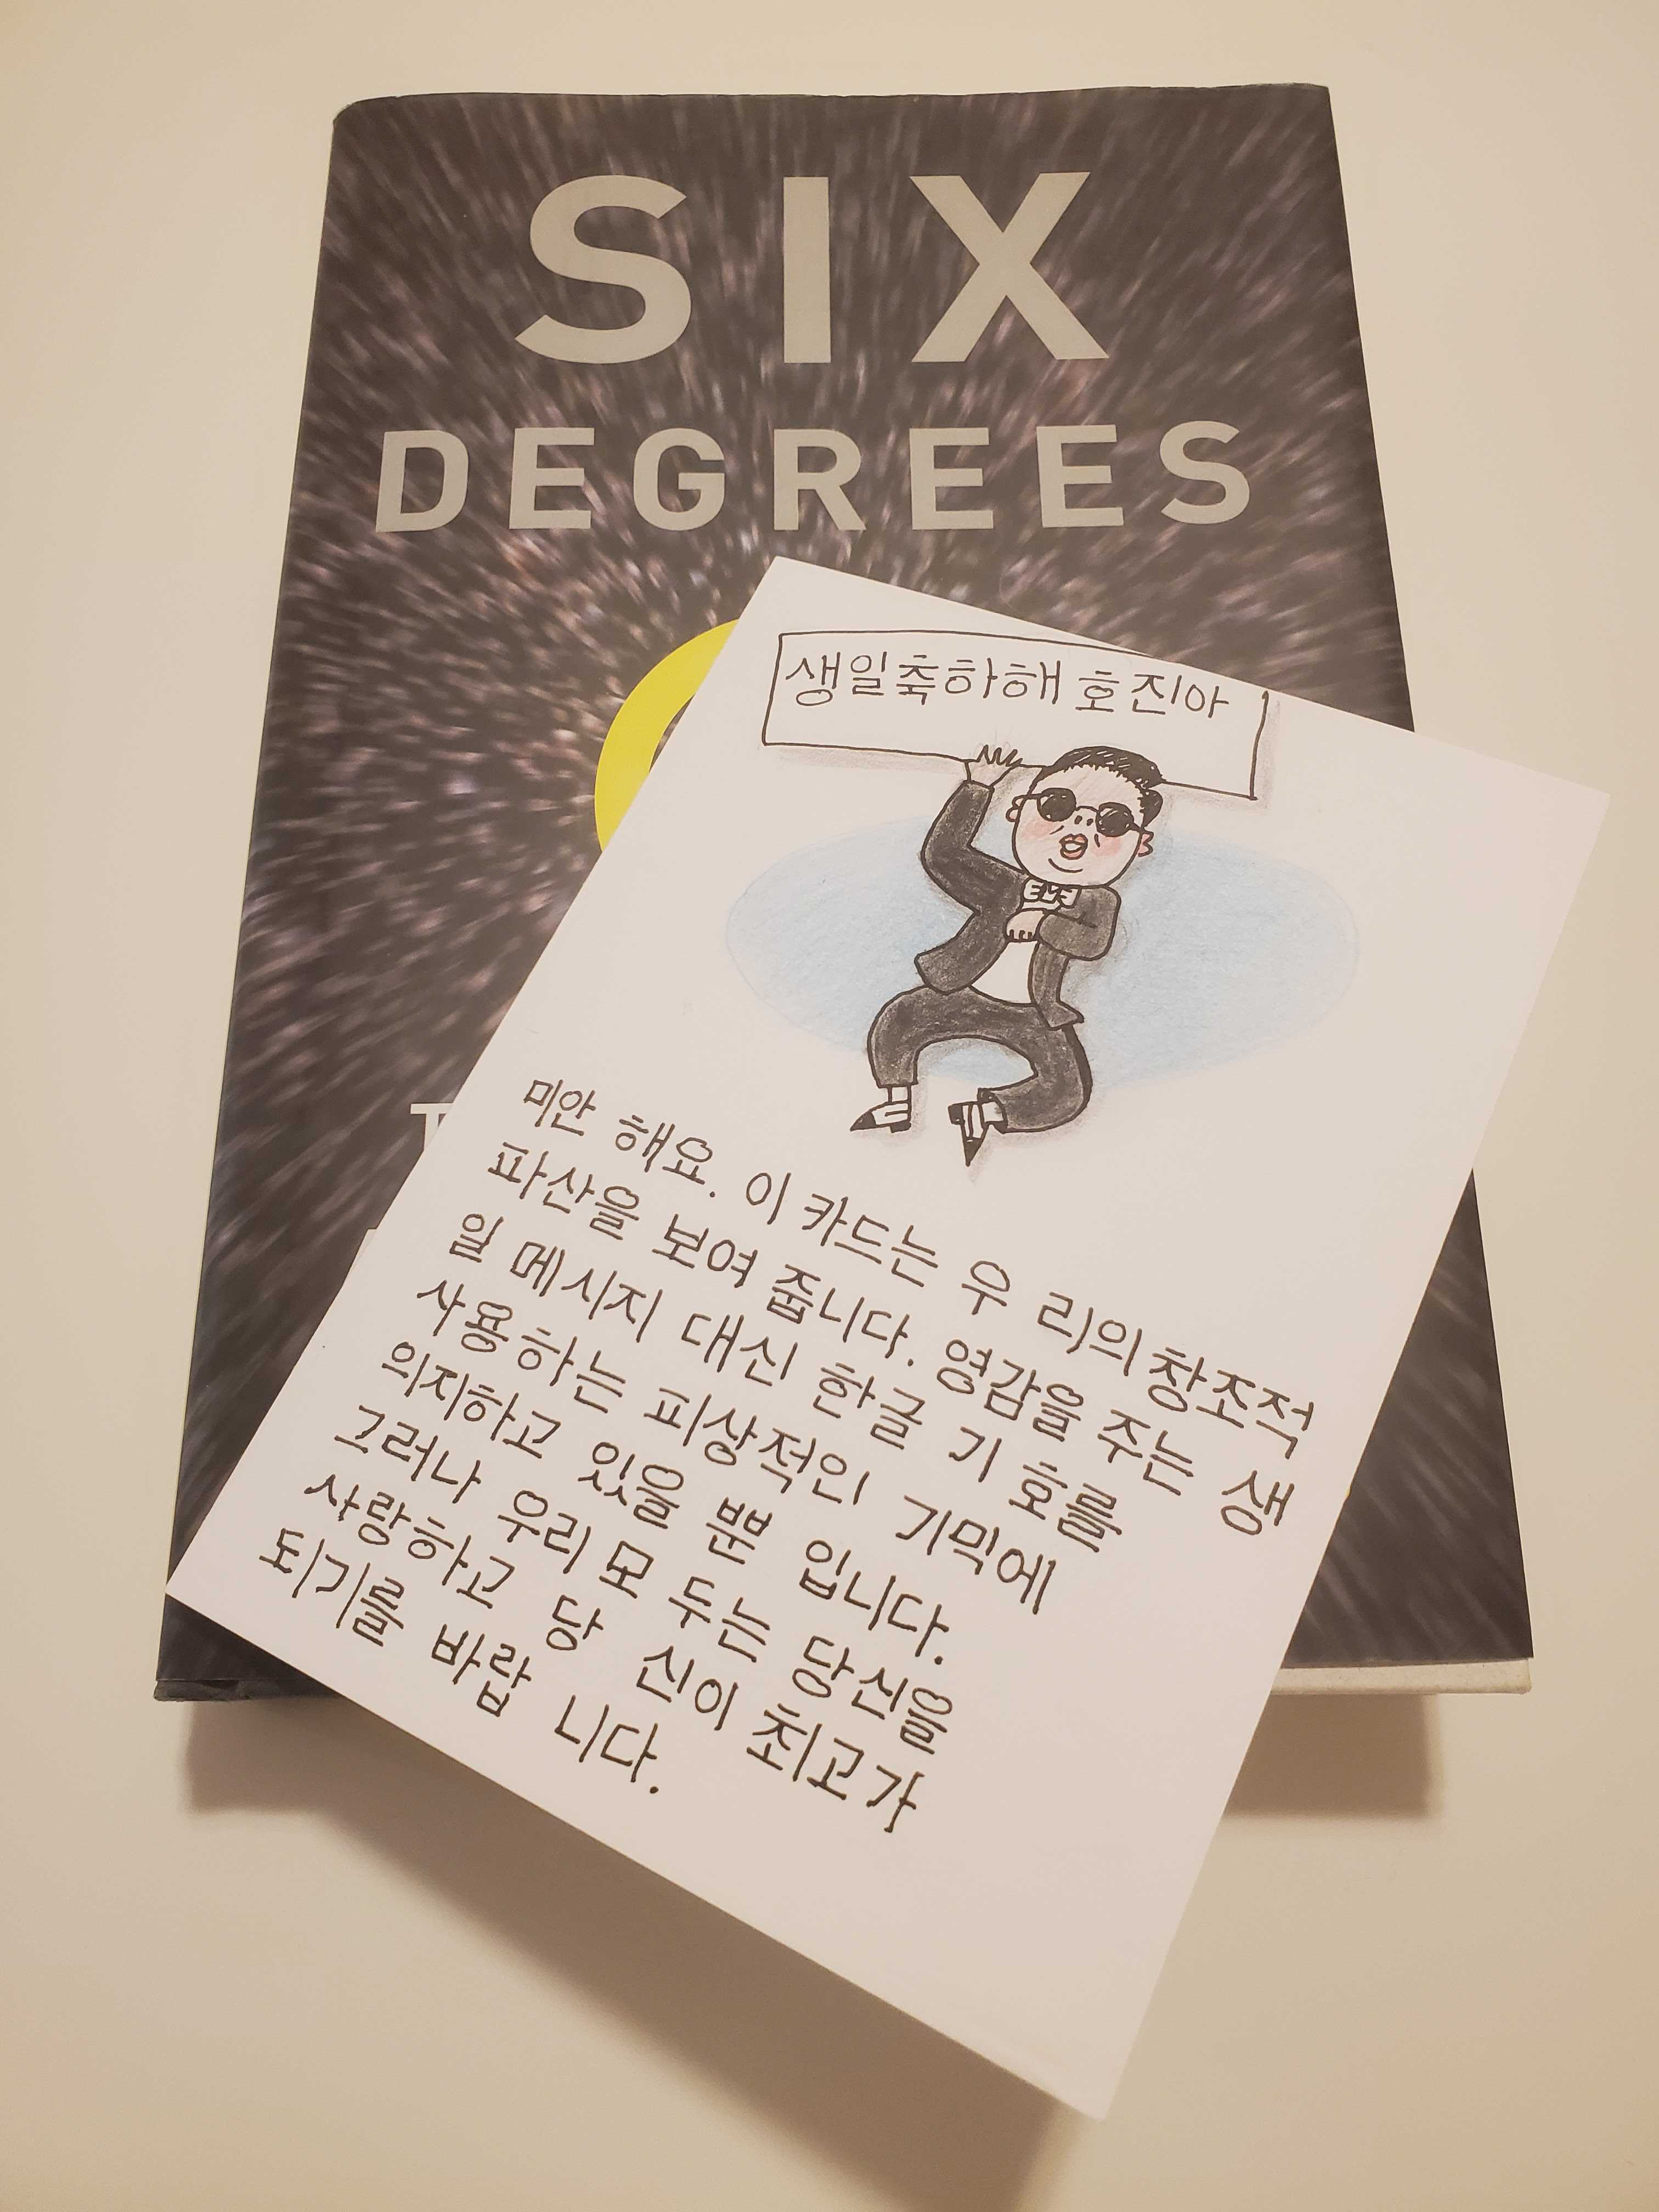 SIX
DEGREES
생일축하해 호진아
미안 해요. 이 카드는 우 리의 창조적
파산을 보여 줍니다. 영감을 주는 생
일 메시지 대신 한글 기 호를
사용하는 피상적인 기믹에
의지하고 있을 뿐 입니다.
그러나 우리 모 두는 당신을
사랑하고 당 신이 최고가
되기를 바랍 니다.